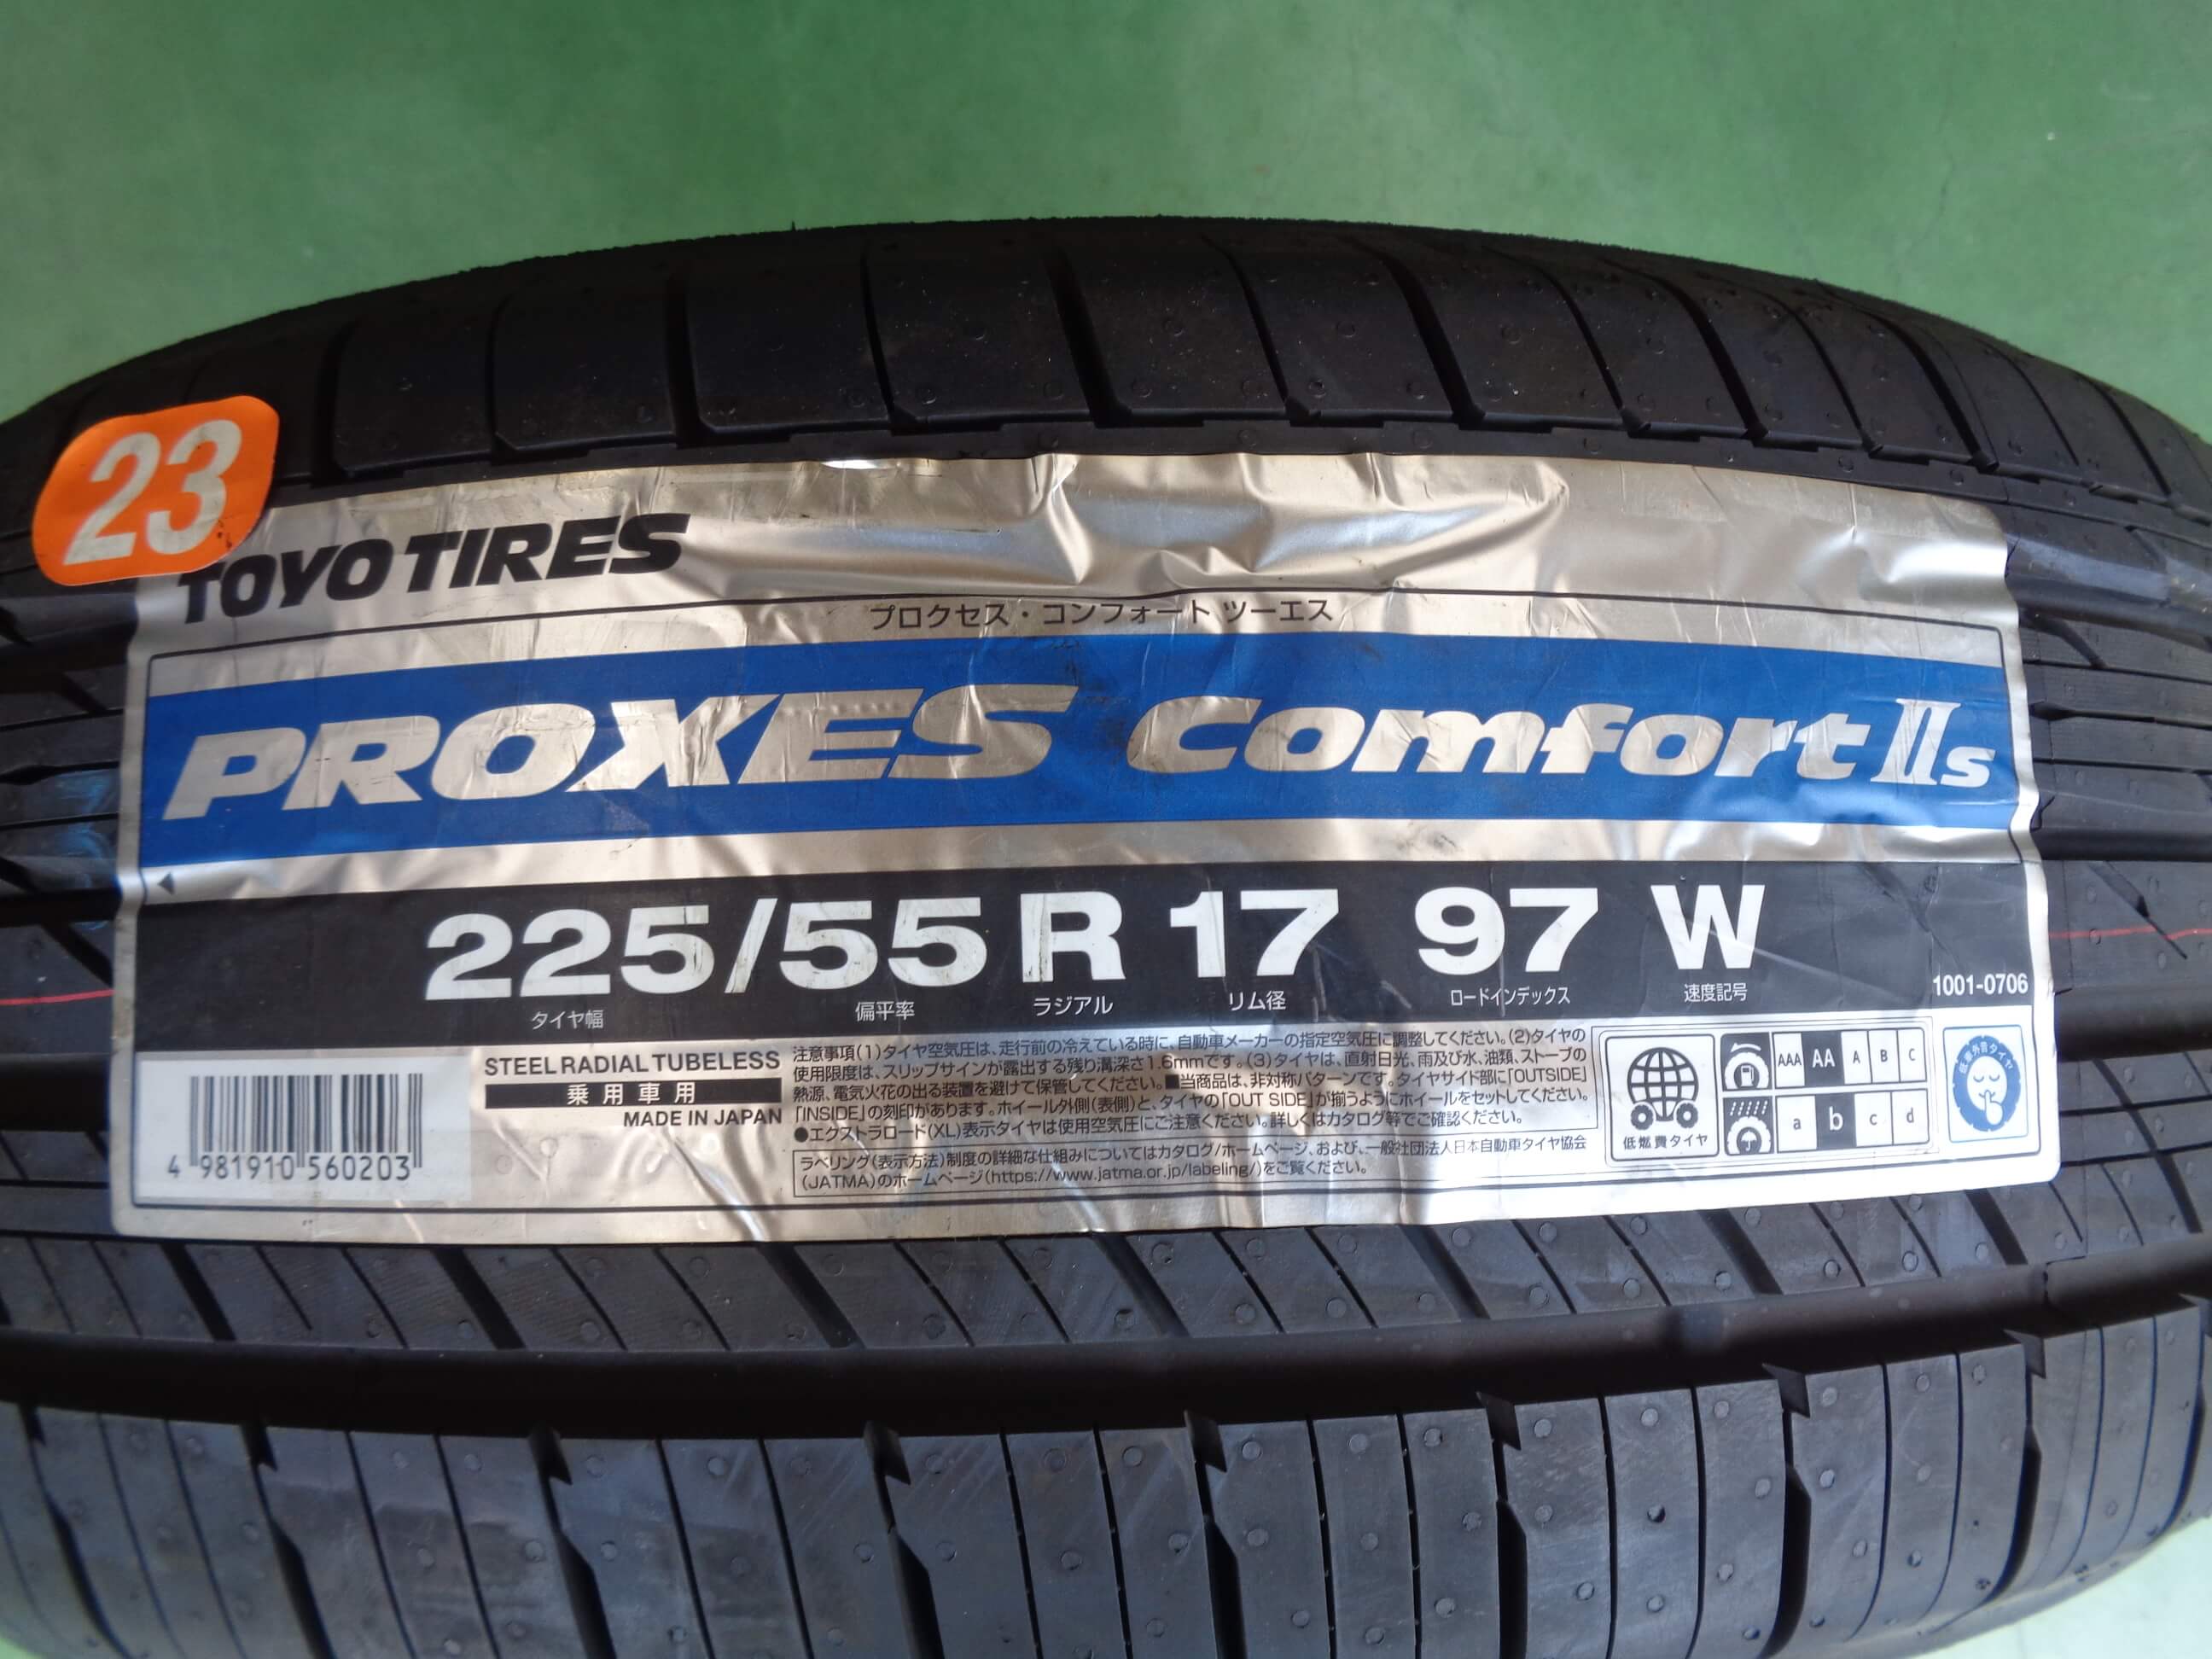 23
TOYO TIRES
プロクセス・コンフォート ツーエス
PROXES comfort IIs
225/55 R 17 97 W
タイヤ幅 偏平率 ラジアル リム径 ロードインデックス 速度記号
1001-0706
STEEL RADIAL TUBELESS
乗用車用
MADE IN JAPAN
4 981910 560203
注意事項(1)タイヤ空気圧は、走行前の冷えている時に、自動車メーカーの指定空気圧に調整してください。(2)タイヤの
使用限度は、スリップサインが露出する残り溝深さ1.6mmです。(3)タイヤは、直射日光、雨及び水、油類、ストーブの
熱源、電気火花の出る装置を避けて保管してください。■当商品は、非対称パターンです。タイヤサイド部に「OUTSIDE」
「INSIDE」の刻印があります。ホイール外側(表側)と、タイヤの「OUT SIDE」が揃うようにホイールをセットしてください。
●エクストラロード(XL)表示タイヤは使用空気圧にご注意ください。詳しくはカタログ等でご確認ください。
ラベリング(表示方法)制度の詳細な仕組みについてはカタログ/ホームページ、および、一般社団法人日本自動車タイヤ協会
(JATMA)のホームページ(https://www.jatma.or.jp/labeling/)をご覧ください。
低燃費タイヤ
AAA AA A B C
a b c d
低車外音タイヤ